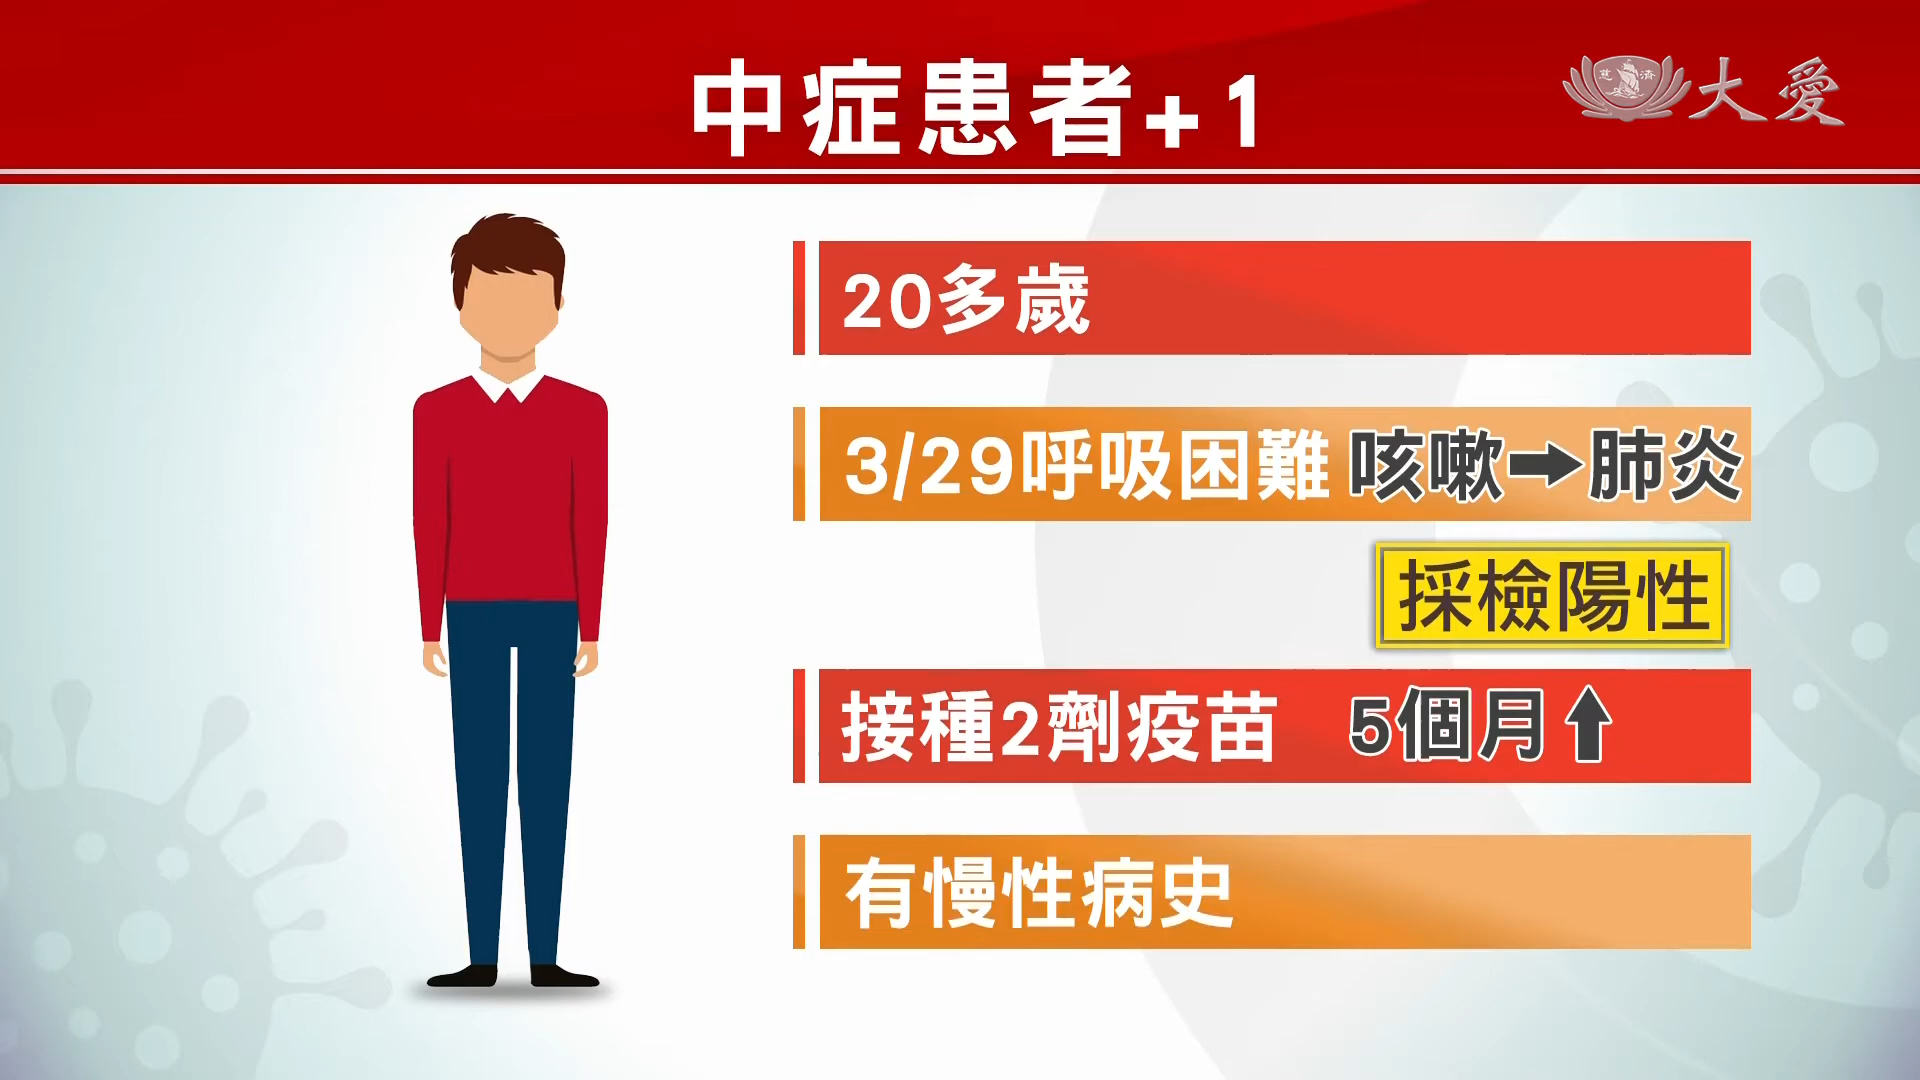 中症患者+1
慈濟
大愛
20多歲
3/29呼吸困難 咳嗽→肺炎
採檢陽性
接種2劑疫苗 5個月↑
有慢性病史